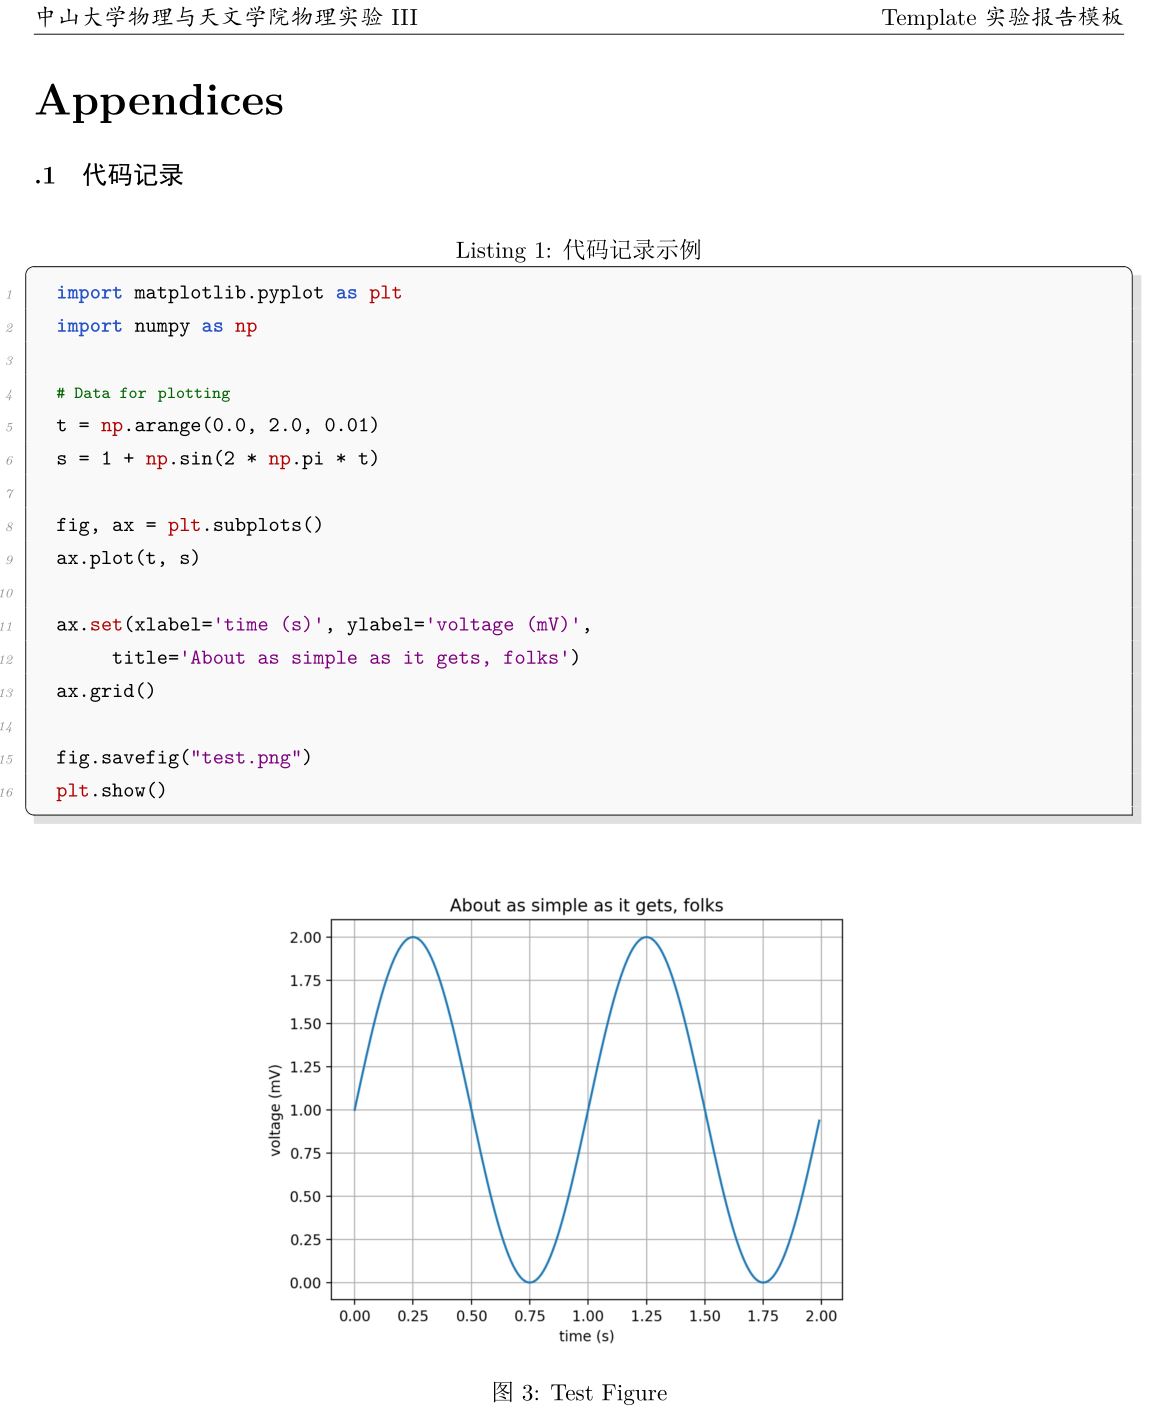 中山大学物理与天文学院物理实验 III Template 实验报告模板
Appendices
.1 代码记录
Listing 1: 代码记录示例
1 import matplotlib.pyplot as plt
2 import numpy as np
3
4 # Data for plotting
5 t = np.arange(0.0, 2.0, 0.01)
6 s = 1 + np.sin(2 * np.pi * t)
7
8 fig, ax = plt.subplots()
9 ax.plot(t, s)
10
11 ax.set(xlabel='time (s)', ylabel='voltage (mV)',
12 title='About as simple as it gets, folks')
13 ax.grid()
14
15 fig.savefig("test.png")
16 plt.show()
About as simple as it gets, folks
2.00
1.75
1.50
1.25
1.00
0.75
0.50
0.25
0.00
voltage (mV)
0.00 0.25 0.50 0.75 1.00 1.25 1.50 1.75 2.00
time (s)
图 3: Test Figure